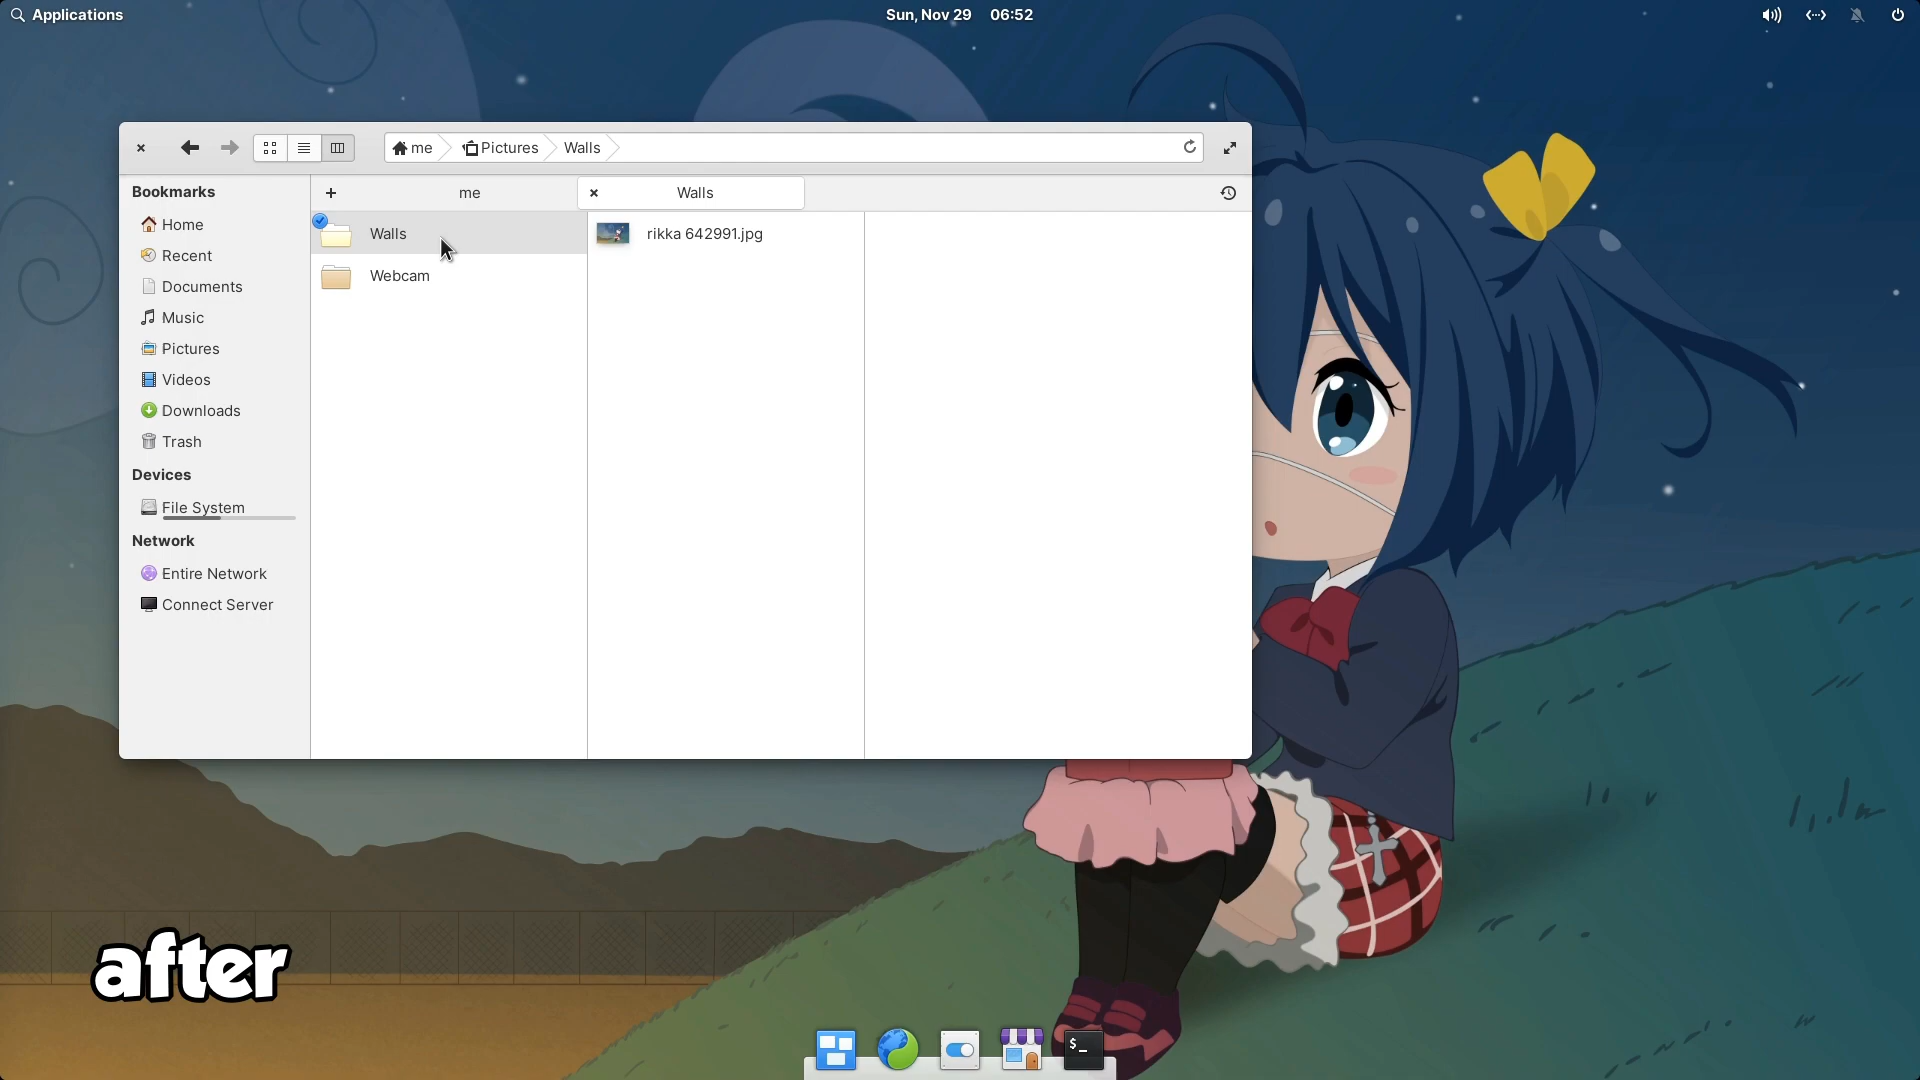 Applications
Sun, Nov 29 06:52
me
Pictures
Walls
Bookmarks
Home
Recent
Documents
Music
Pictures
Videos
Downloads
Trash
Devices
File System
Network
Entire Network
Connect Server
+ me
× Walls
Walls
Webcam
rikka 642991.jpg
after
$_